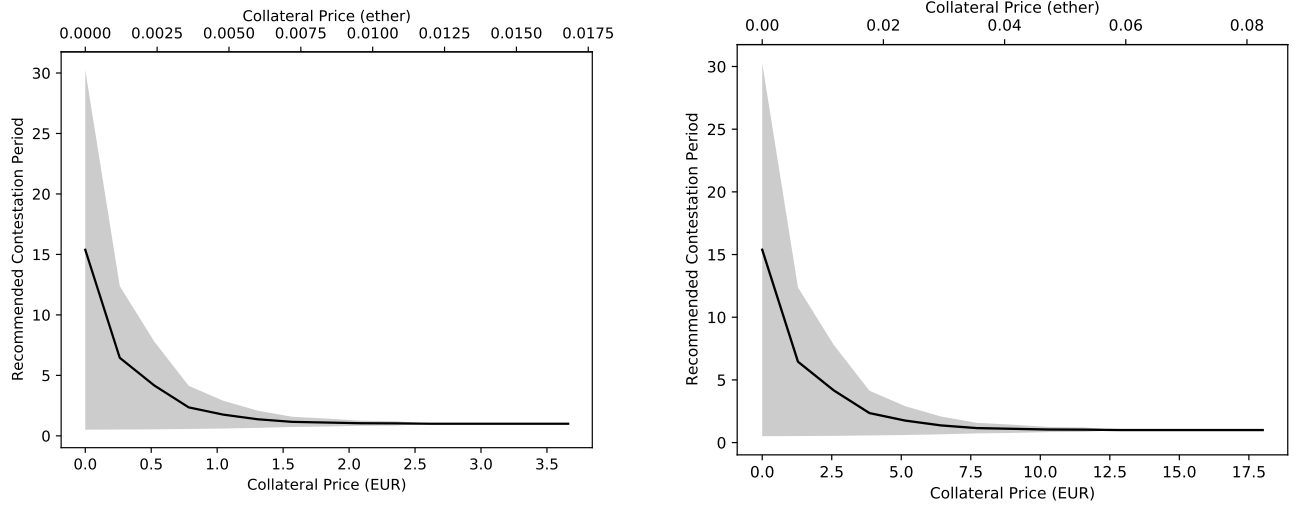 Collateral Price (ether)
0.0000 0.0025 0.0050 0.0075 0.0100 0.0125 0.0150 0.0175
30
25
20
15
10
5
0
Recommended Contestation Period
0.0 0.5 1.0 1.5 2.0 2.5 3.0 3.5
Collateral Price (EUR)
Collateral Price (ether)
0.00 0.02 0.04 0.06 0.08
30
25
20
15
10
5
0
Recommended Contestation Period
0.0 2.5 5.0 7.5 10.0 12.5 15.0 17.5
Collateral Price (EUR)